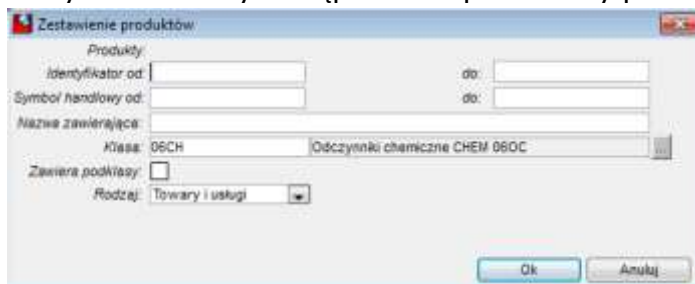 Zestawienie produktów
Produkty:
Identyfikator od: do:
Symbol handlowy od: do:
Nazwa zawierająca:
Klasa: 06CH Odczynniki chemiczne CHEM 06OC ...
Zawiera podklasy:
Rodzaj: Towary i usługi
Ok Anuluj